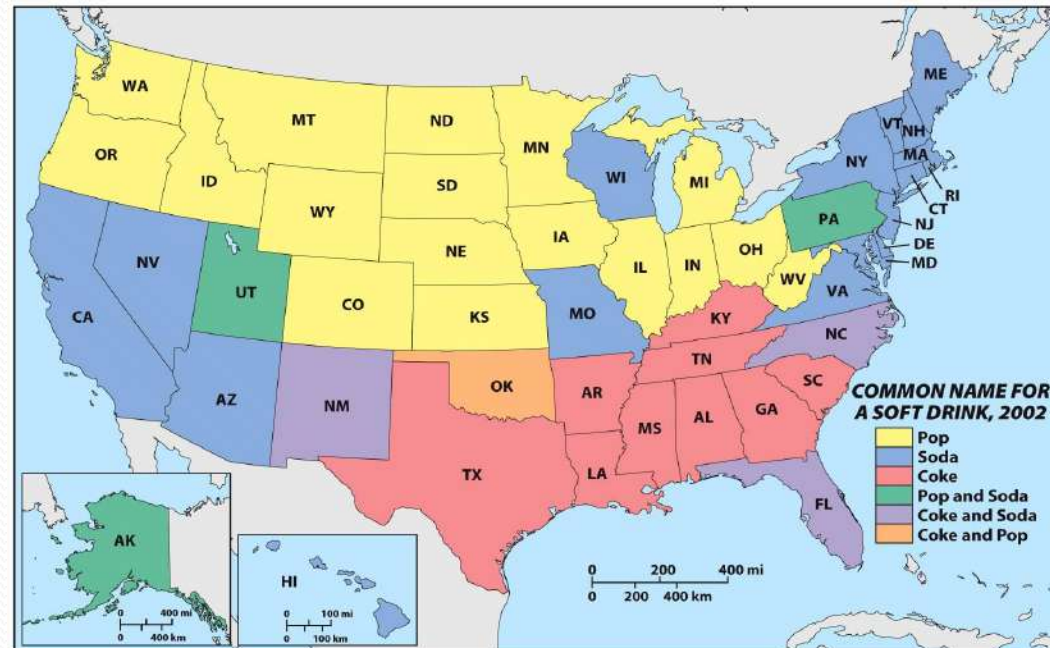 WA
MT
ND
MN
OR
ID
SD
WY
WI
MI
ME
VT
NH
NY
MA
RI
CT
NJ
PA
DE
MD
NE
IA
IL
IN
OH
WV
VA
NV
UT
CO
KS
MO
KY
CA
NC
TN
AZ
NM
OK
AR
SC
MS
AL
GA
TX
LA
FL
COMMON NAME FOR
A SOFT DRINK, 2002
Pop
Soda
Coke
Pop and Soda
Coke and Soda
Coke and Pop
AK
0 400 mi
0 400 km
HI
0 100 mi
0 100 km
0 200 400 mi
0 200 400 km